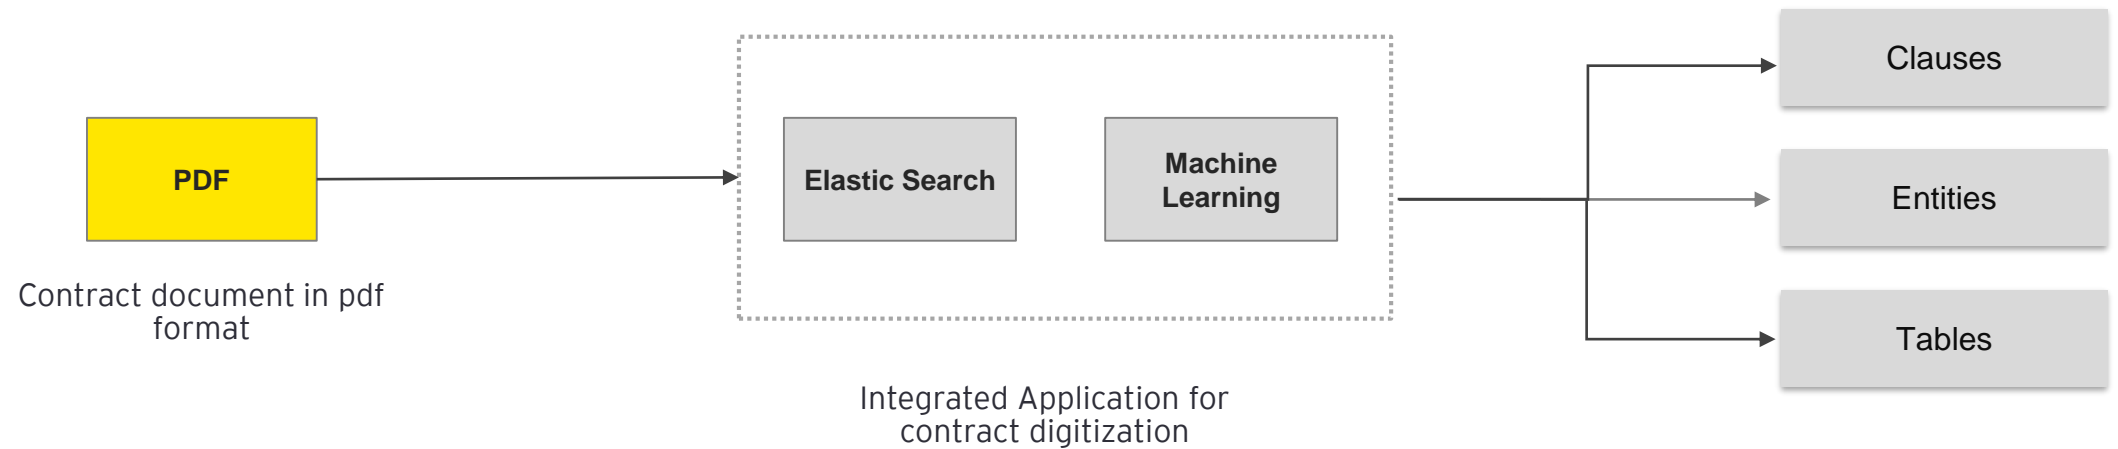 PDF
Contract document in pdf
format
Elastic Search
Machine
Learning
Integrated Application for
contract digitization
Clauses
Entities
Tables